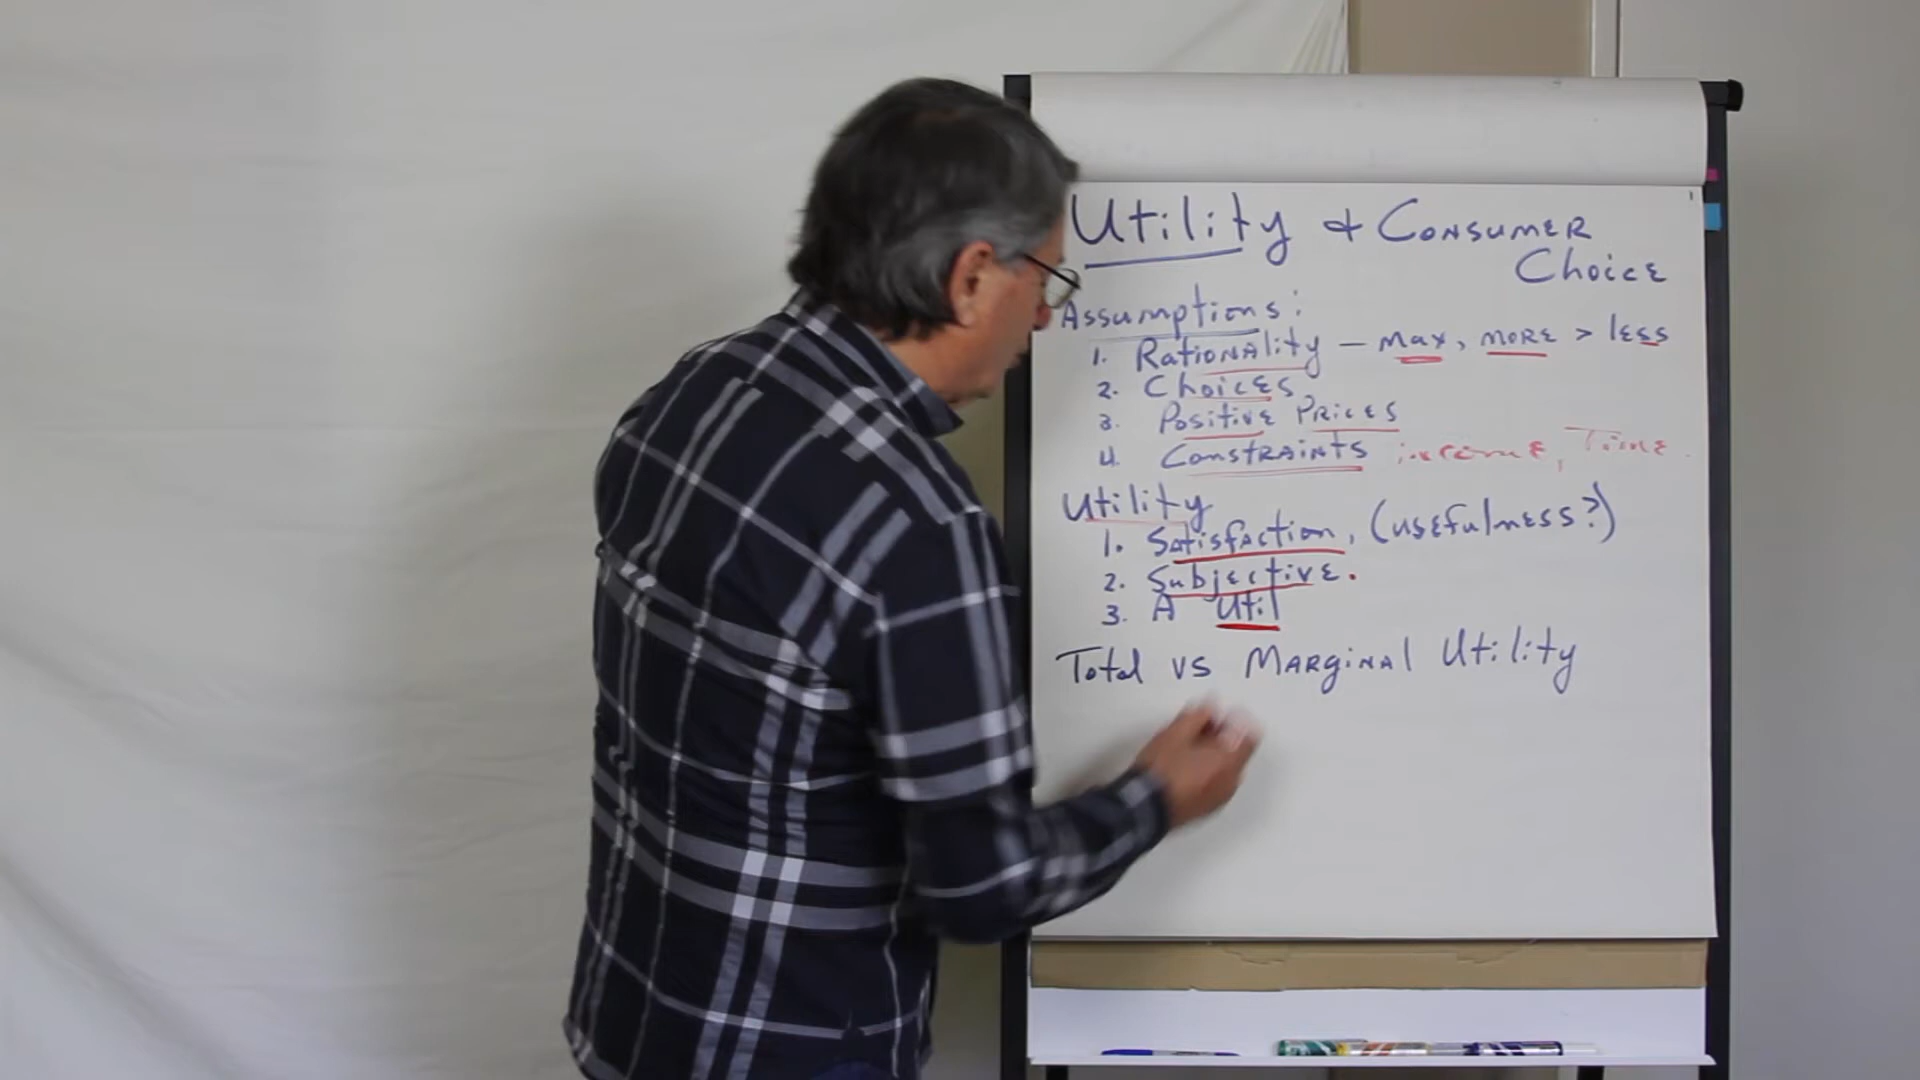 Utility & Consumer
Choice
Assumptions:
1. Rationality — max, more > less
2. Choices
3. Positive Prices
4. Constraints income, Time
Utility
1. Satisfaction, (usefulness?)
2. Subjective.
3. A Util
Total vs Marginal Utility